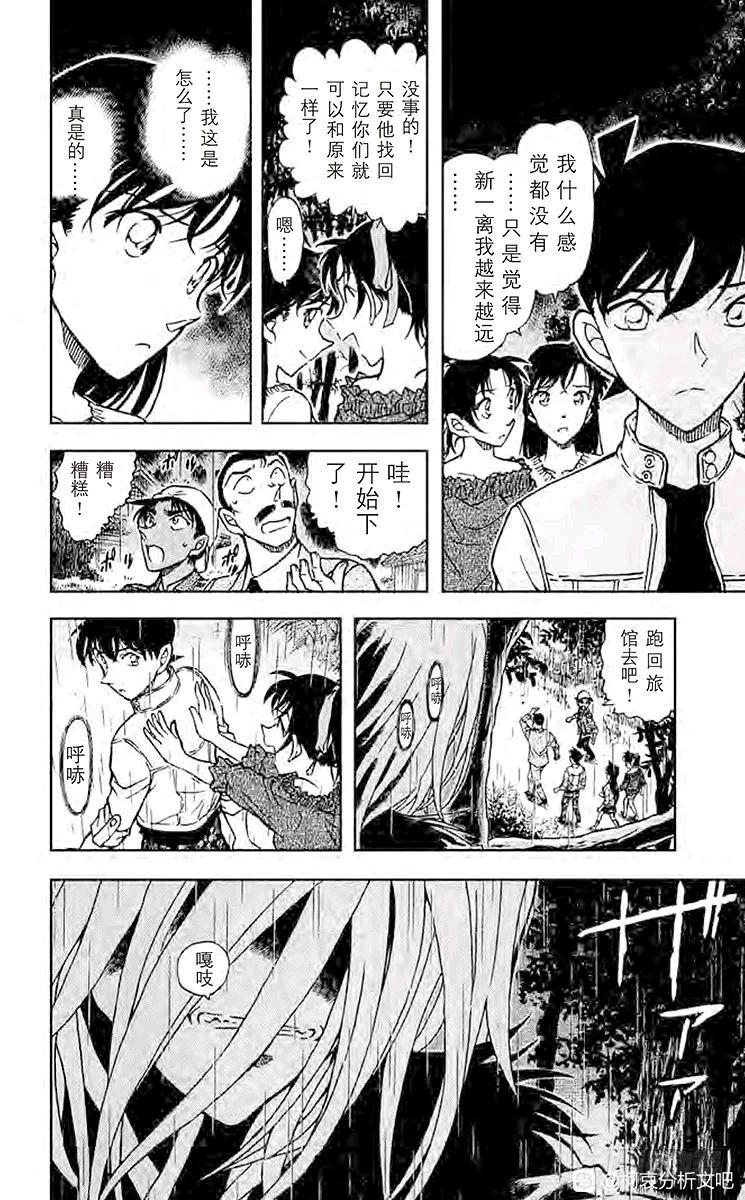 我什么感
觉都没有
……只是觉得
新一离我越来越远
……
没事的！
只要他找回
记忆你们就
可以和原来
一样了！
嗯……
……我这是
怎么了……
真是的……
哇！
开始下
了！
糟、
糟糕！
跑回旅
馆去吧！
呼哧
呼哧
呼哧
呼哧
嘎吱
ザアア
@柯哀分析文吧